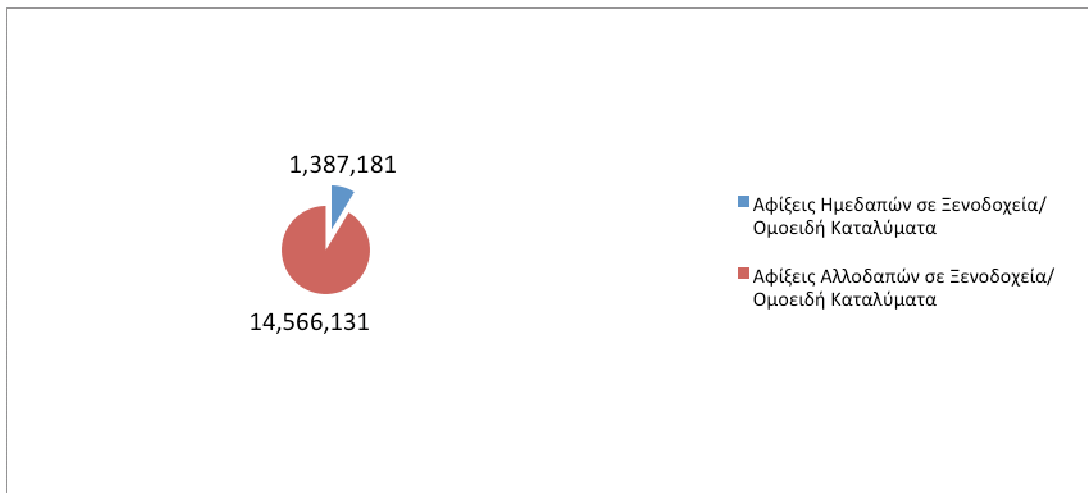 1,387,181
14,566,131
Αφίξεις Ημεδαπών σε Ξενοδοχεία/
Ομοειδή Καταλύματα
Αφίξεις Αλλοδαπών σε Ξενοδοχεία/
Ομοειδή Καταλύματα